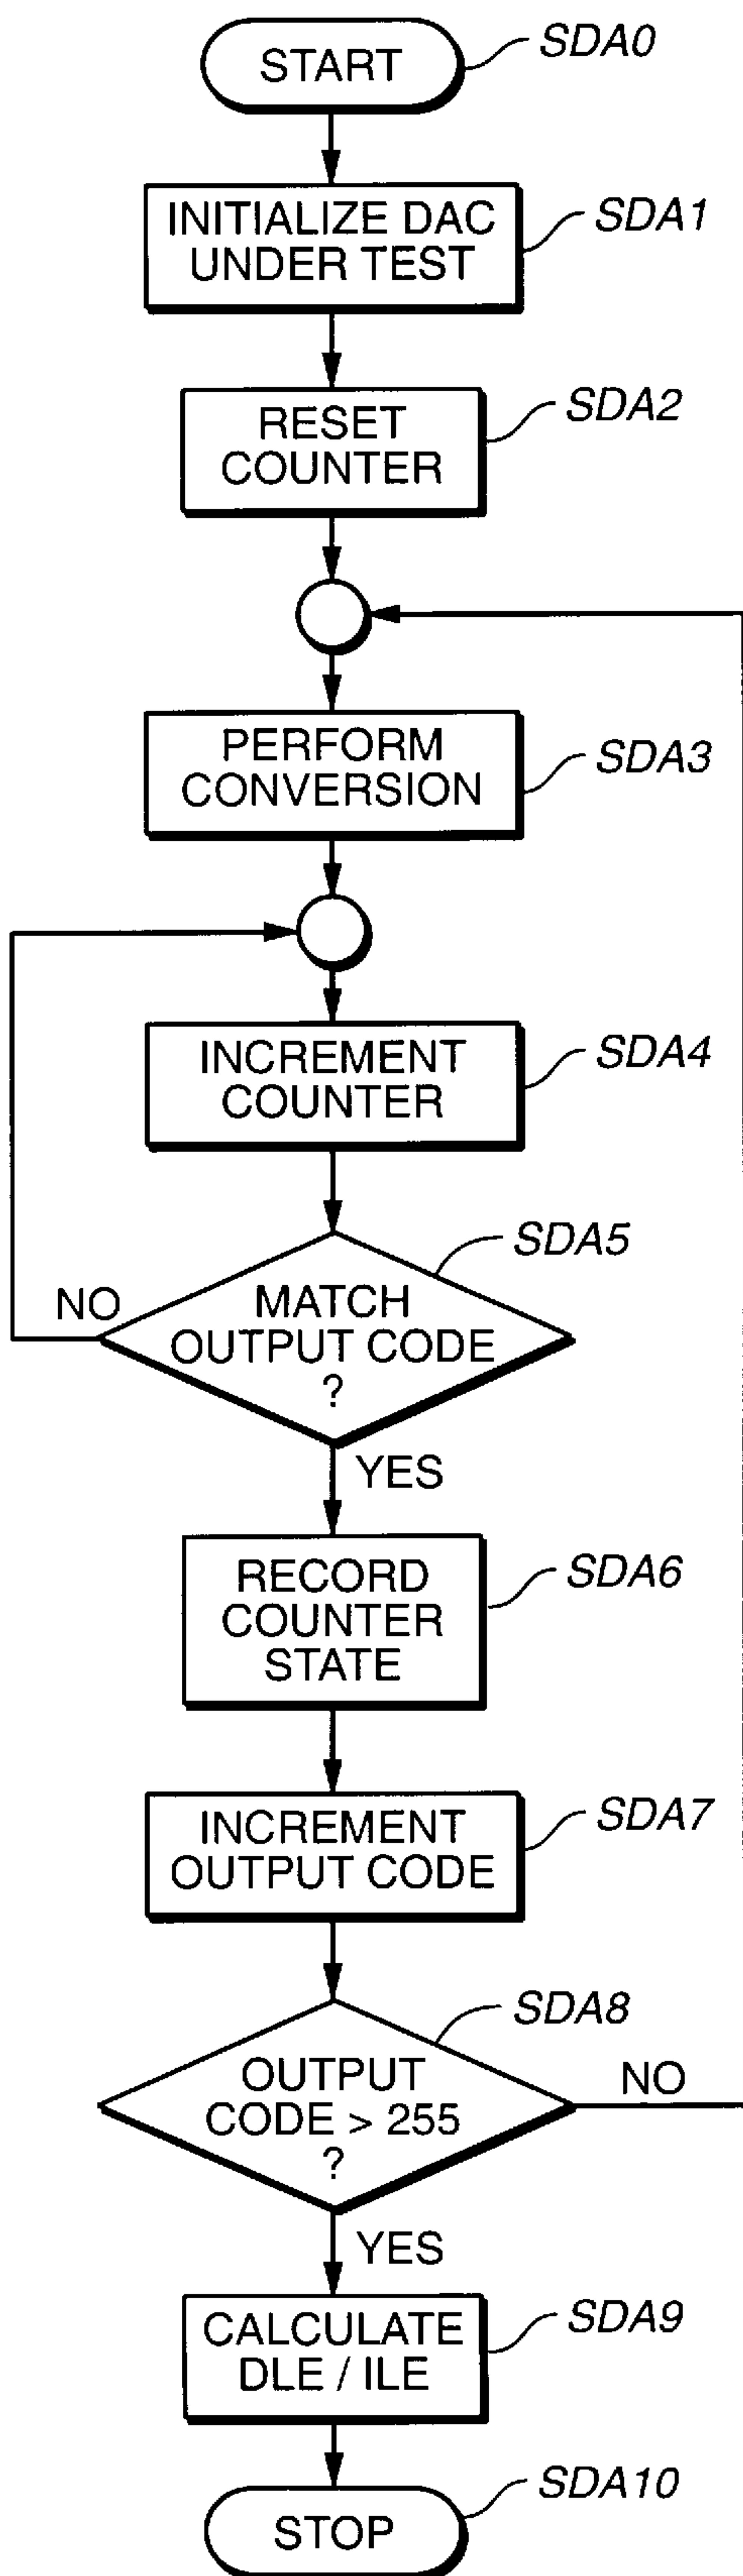 START
SDA0
INITIALIZE DAC
UNDER TEST
SDA1
RESET
COUNTER
SDA2
PERFORM
CONVERSION
SDA3
INCREMENT
COUNTER
SDA4
MATCH
OUTPUT CODE
?
SDA5
NO
YES
RECORD
COUNTER
STATE
SDA6
INCREMENT
OUTPUT CODE
SDA7
OUTPUT
CODE > 255
?
SDA8
NO
YES
CALCULATE
DLE / ILE
SDA9
STOP
SDA10